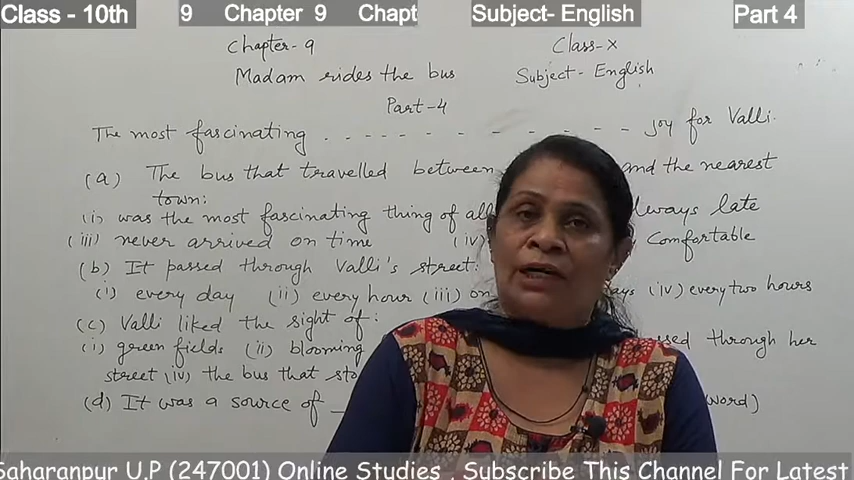 Class - 10th 9 Chapter 9 Chapt Subject- English Part 4
Chapter-9 Class-X
Madam rides the bus Subject- English
Part-4
The most fascinating - - - - - - - - - - - - joy for Valli.
(a) The bus that travelled between and the nearest
town:
(i) was the most fascinating thing of all always late
(iii) never arrived on time (iv) Comfortable
(b) It passed through Valli's street:
(i) every day (ii) every hour (iii) on (iv) every two hours
(c) Valli liked the sight of:
(i) green fields (ii) blooming through her
street (iv) the bus that
(d) It was a source of _ word)
Saharanpur U.P (247001) Online Studies , Subscribe This Channel For Latest